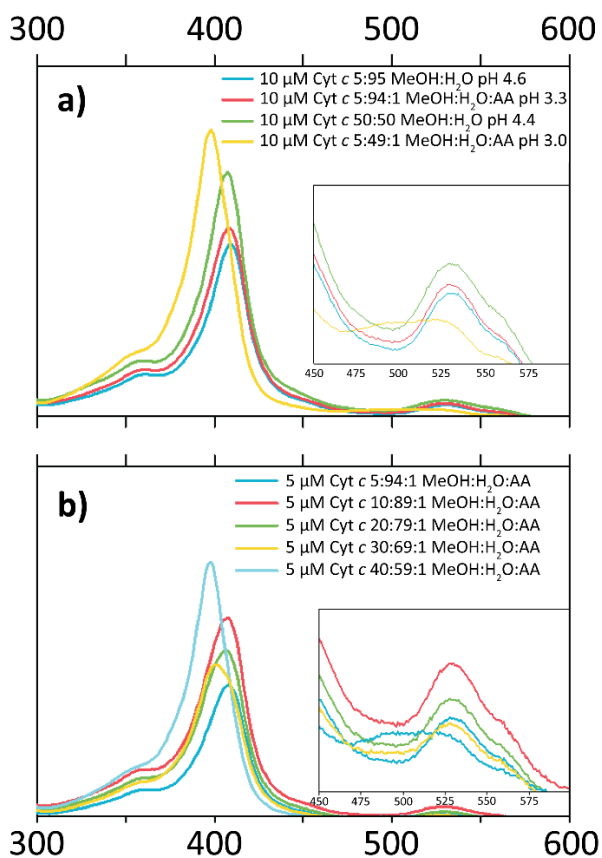 300 400 500 600
a)
10 µM Cyt c 5:95 MeOH:H₂O pH 4.6
10 µM Cyt c 5:94:1 MeOH:H₂O:AA pH 3.3
10 µM Cyt c 50:50 MeOH:H₂O pH 4.4
10 µM Cyt c 5:49:1 MeOH:H₂O:AA pH 3.0
450 475 500 525 550 575
b)
5 µM Cyt c 5:94:1 MeOH:H₂O:AA
5 µM Cyt c 10:89:1 MeOH:H₂O:AA
5 µM Cyt c 20:79:1 MeOH:H₂O:AA
5 µM Cyt c 30:69:1 MeOH:H₂O:AA
5 µM Cyt c 40:59:1 MeOH:H₂O:AA
450 475 500 525 550 575
300 400 500 600